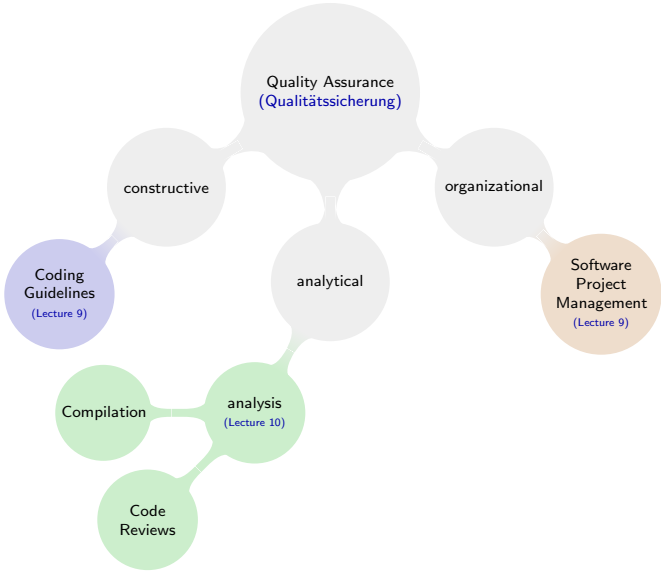 Quality Assurance
(Qualitätssicherung)
constructive
organizational
Coding
Guidelines
(Lecture 9)
analytical
Software
Project
Management
(Lecture 9)
Compilation
analysis
(Lecture 10)
Code
Reviews